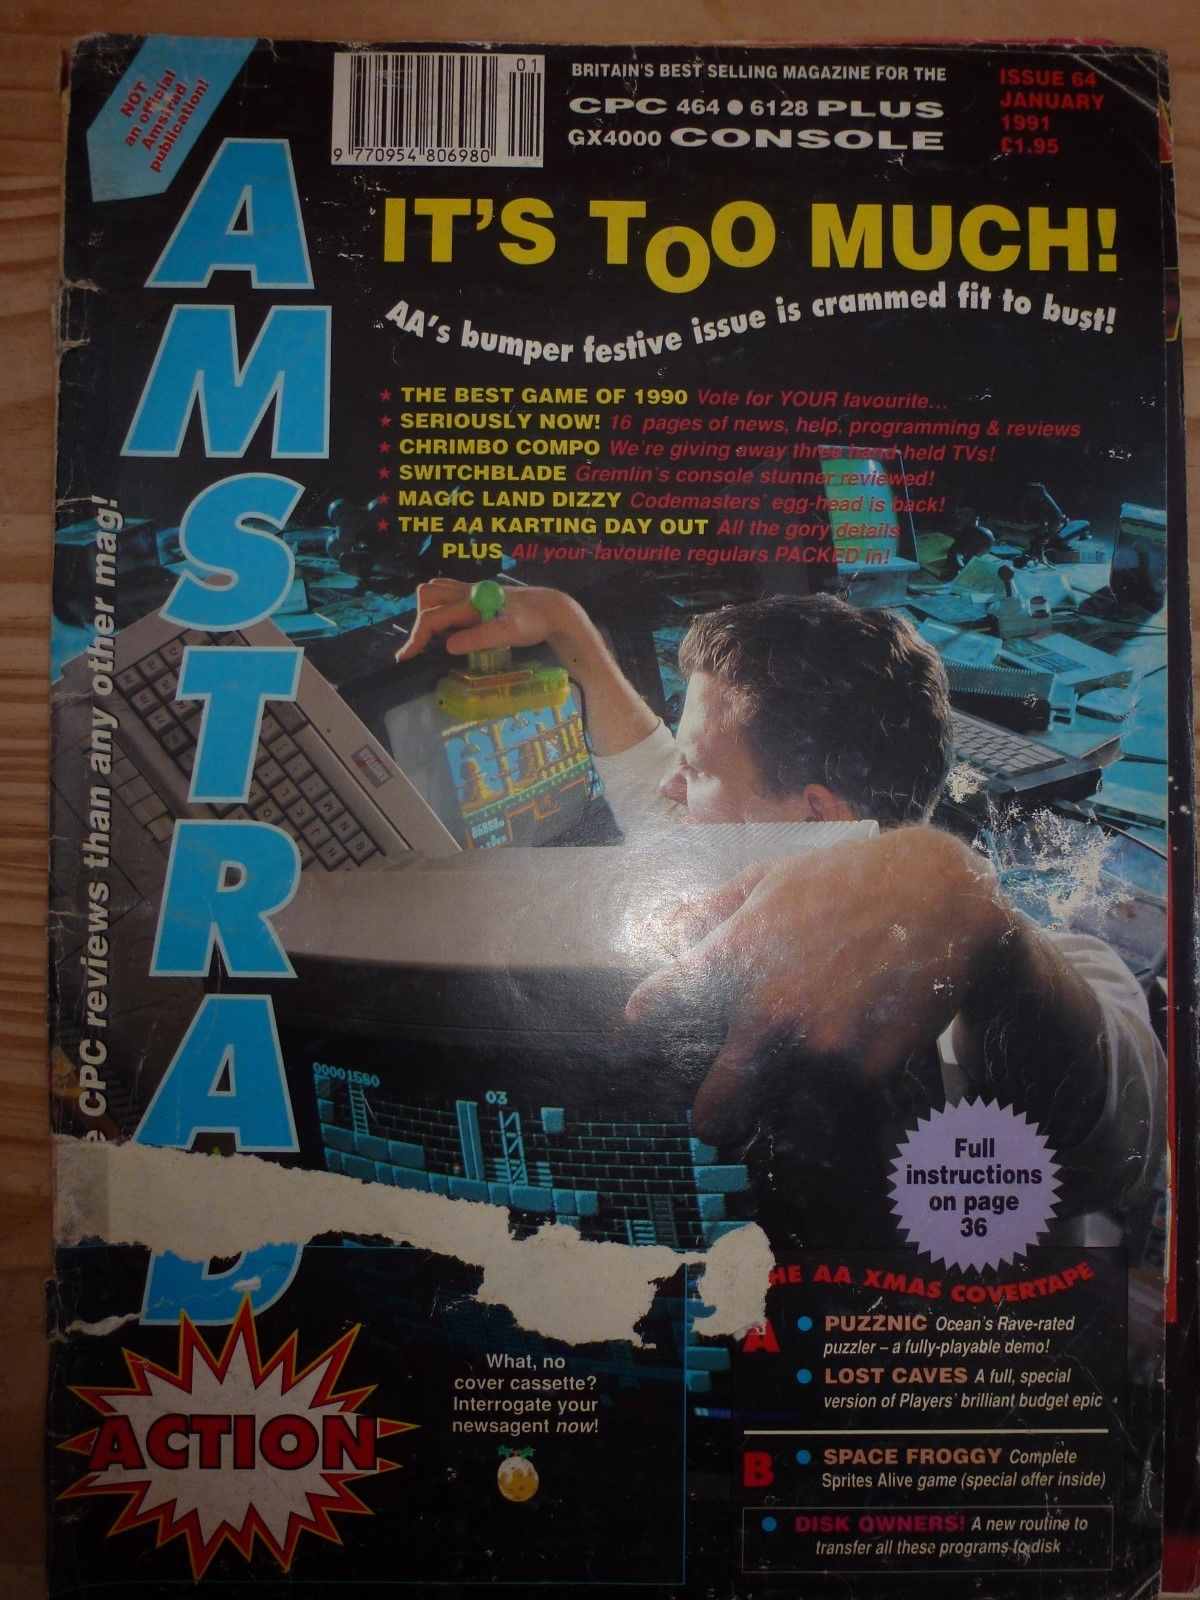 NOT
an official
Amstrad
publication!
01
9 770954 806980
BRITAIN'S BEST SELLING MAGAZINE FOR THE
CPC 464 ● 6128 PLUS
GX4000 CONSOLE
ISSUE 64
JANUARY
1991
£1.95
AMSTRAD
ACTION
CPC reviews than any other mag!
IT'S TOO MUCH!
AA's bumper festive issue is crammed fit to bust!
★ THE BEST GAME OF 1990 Vote for YOUR favourite...
★ SERIOUSLY NOW! 16 pages of news, help, programming & reviews
★ CHRIMBO COMPO We're giving away three hand-held TVs!
★ SWITCHBLADE Gremlin's console stunner reviewed!
★ MAGIC LAND DIZZY Codemasters' egg-head is back!
★ THE AA KARTING DAY OUT All the gory details
PLUS All your favourite regulars PACKED in!
00001580
03
Full
instructions
on page
36
What, no
cover cassette?
Interrogate your
newsagent now!
HE AA XMAS COVERTAPE
A
● PUZZNIC Ocean's Rave-rated
puzzler – a fully-playable demo!
● LOST CAVES A full, special
version of Players' brilliant budget epic
B
● SPACE FROGGY Complete
Sprites Alive game (special offer inside)
● DISK OWNERS! A new routine to
transfer all these programs to disk